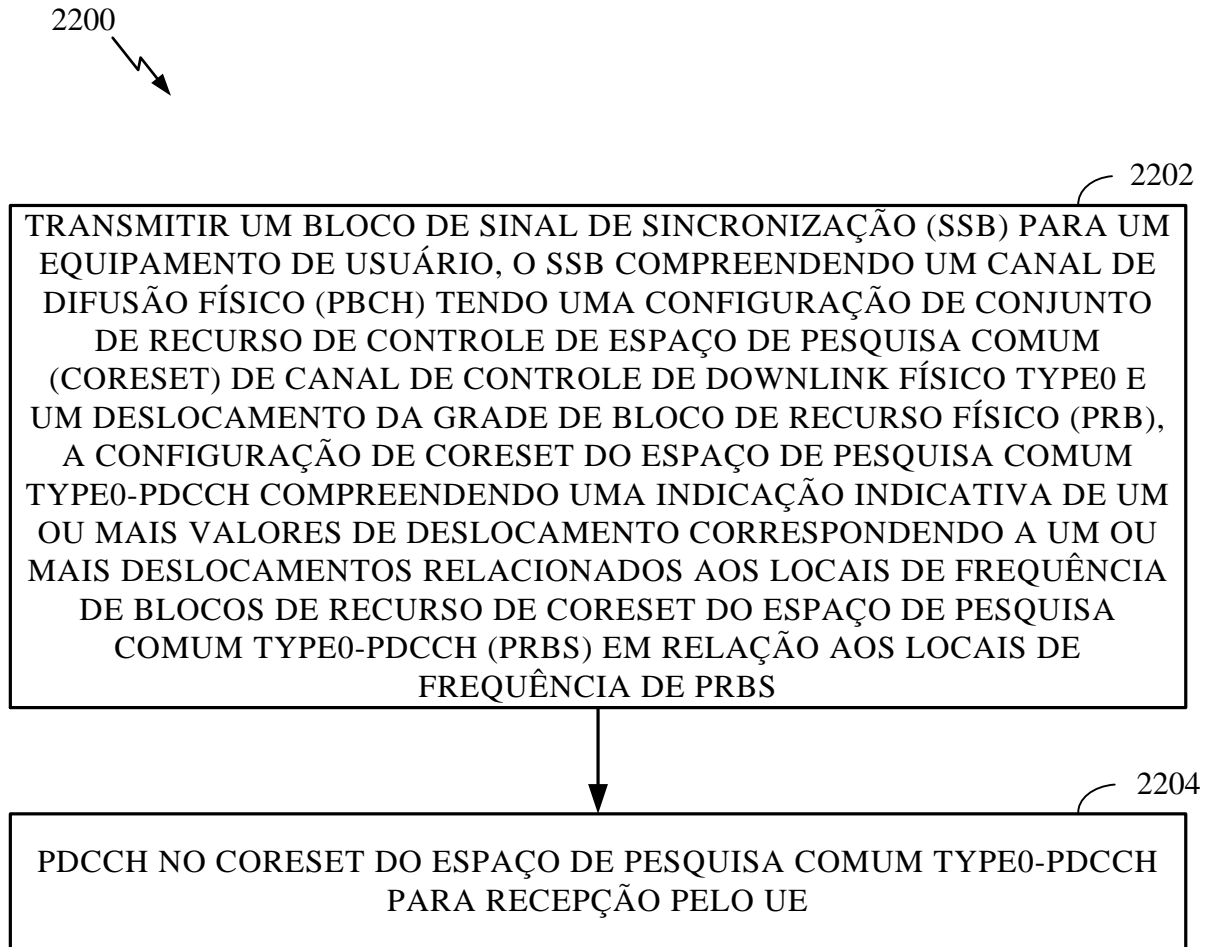 2200
2202
TRANSMITIR UM BLOCO DE SINAL DE SINCRONIZAÇÃO (SSB) PARA UM
EQUIPAMENTO DE USUÁRIO, O SSB COMPREENDENDO UM CANAL DE
DIFUSÃO FÍSICO (PBCH) TENDO UMA CONFIGURAÇÃO DE CONJUNTO
DE RECURSO DE CONTROLE DE ESPAÇO DE PESQUISA COMUM
(CORESET) DE CANAL DE CONTROLE DE DOWNLINK FÍSICO TYPE0 E
UM DESLOCAMENTO DA GRADE DE BLOCO DE RECURSO FÍSICO (PRB),
A CONFIGURAÇÃO DE CORESET DO ESPAÇO DE PESQUISA COMUM
TYPE0-PDCCH COMPREENDENDO UMA INDICAÇÃO INDICATIVA DE UM
OU MAIS VALORES DE DESLOCAMENTO CORRESPONDENDO A UM OU
MAIS DESLOCAMENTOS RELACIONADOS AOS LOCAIS DE FREQUÊNCIA
DE BLOCOS DE RECURSO DE CORESET DO ESPAÇO DE PESQUISA
COMUM TYPE0-PDCCH (PRBS) EM RELAÇÃO AOS LOCAIS DE
FREQUÊNCIA DE PRBS
2204
PDCCH NO CORESET DO ESPAÇO DE PESQUISA COMUM TYPE0-PDCCH
PARA RECEPÇÃO PELO UE